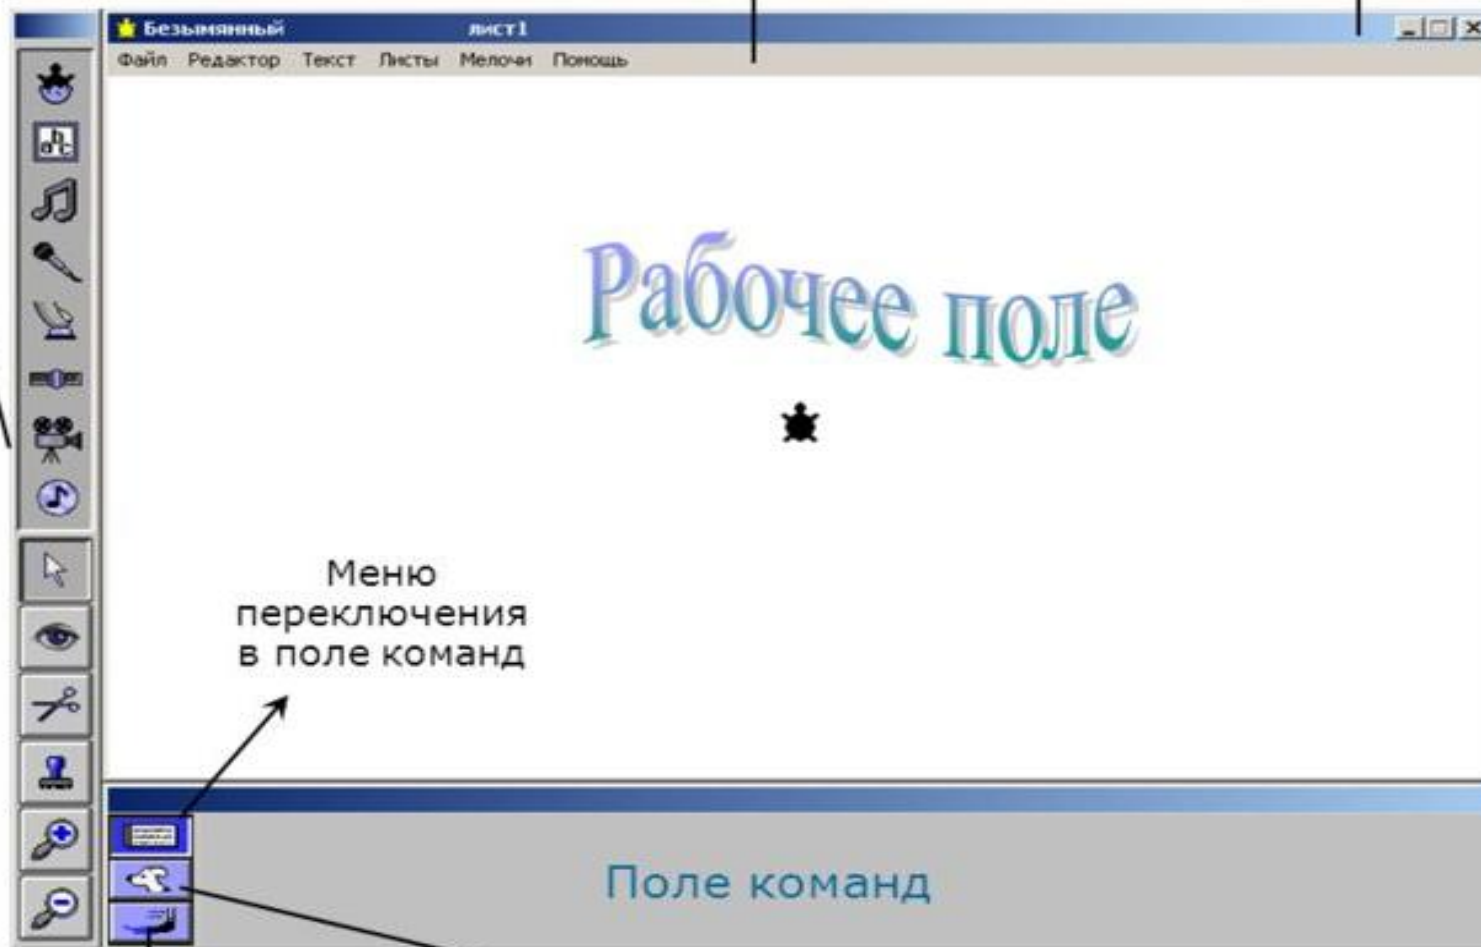 Безымянный лист1
Файл Редактор Текст Листы Мелочи Помощь
Рабочее поле
Меню
переключения
в поле команд
Поле команд